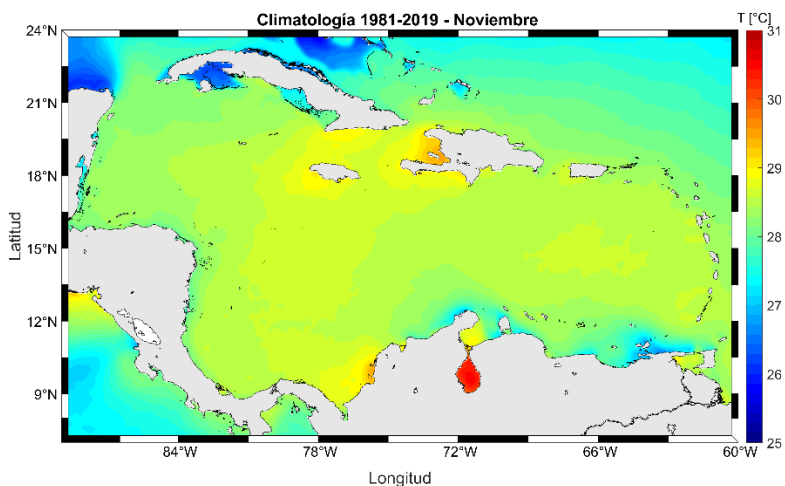 Climatología 1981-2019 - Noviembre
T [°C]
24°N
21°N
18°N
15°N
12°N
9°N
Latitud
84°W
78°W
72°W
66°W
60°W
Longitud
31
30
29
28
27
26
25